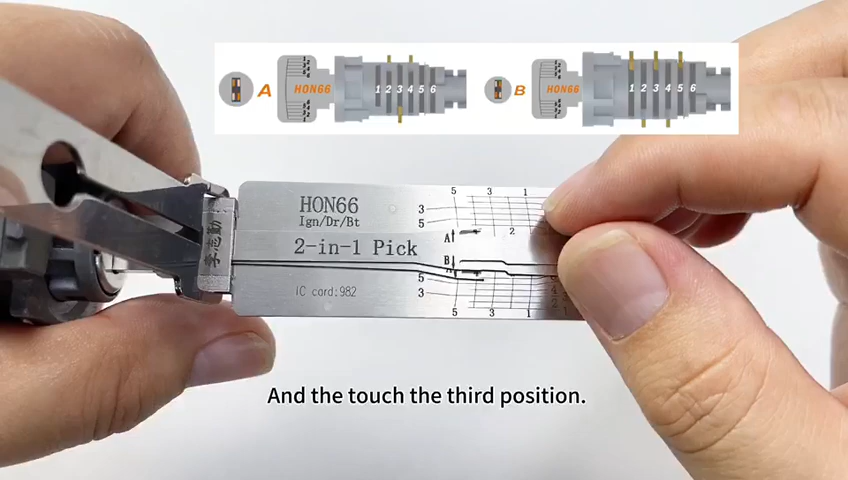 A
HON66
1 2 3 4 5 6
B
HON66
1 2 3 4 5 6
HON66
Ign/Dr/Bt
2-in-1 Pick
IC card:982
5 3 1
3
5
2
A
B
5
3
5 3 1
And the touch the third position.